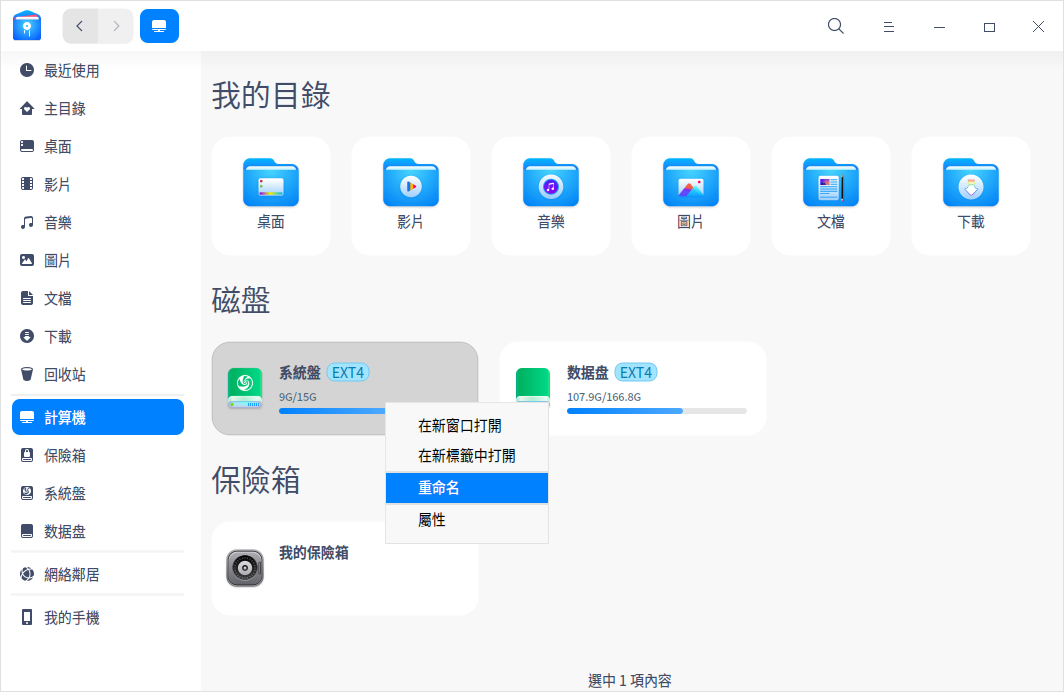 最近使用
主目錄
桌面
影片
音樂
圖片
文檔
下載
回收站
計算機
保險箱
系統盤
数据盘
網絡鄰居
我的手機
我的目錄
桌面
影片
音樂
圖片
文檔
下載
磁盤
系統盤 EXT4
9G/15G
数据盘 EXT4
107.9G/166.8G
在新窗口打開
在新標籤中打開
重命名
屬性
保險箱
我的保險箱
選中 1 項內容